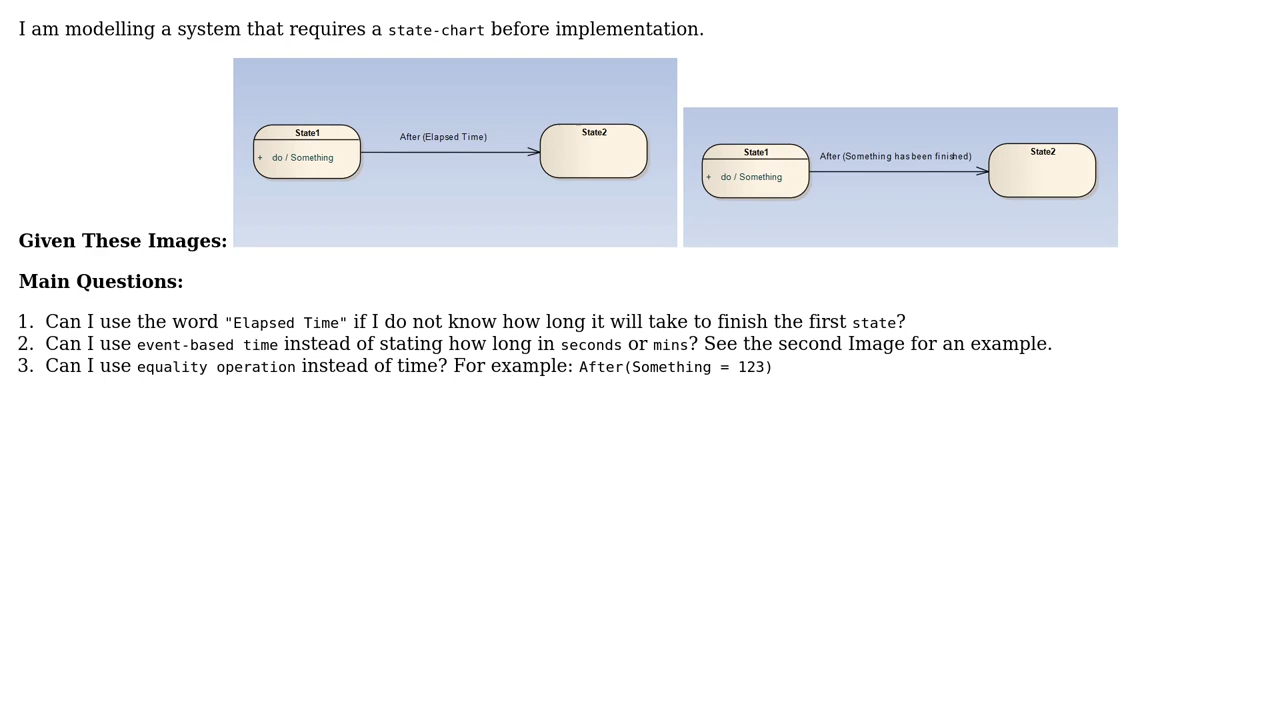 I am modelling a system that requires a state-chart before implementation.
State1
+ do / Something
After (Elapsed Time)
State2
State1
+ do / Something
After (Something has been finished)
State2
Given These Images:
Main Questions:
1. Can I use the word "Elapsed Time" if I do not know how long it will take to finish the first state?
2. Can I use event-based time instead of stating how long in seconds or mins? See the second Image for an example.
3. Can I use equality operation instead of time? For example: After(Something = 123)